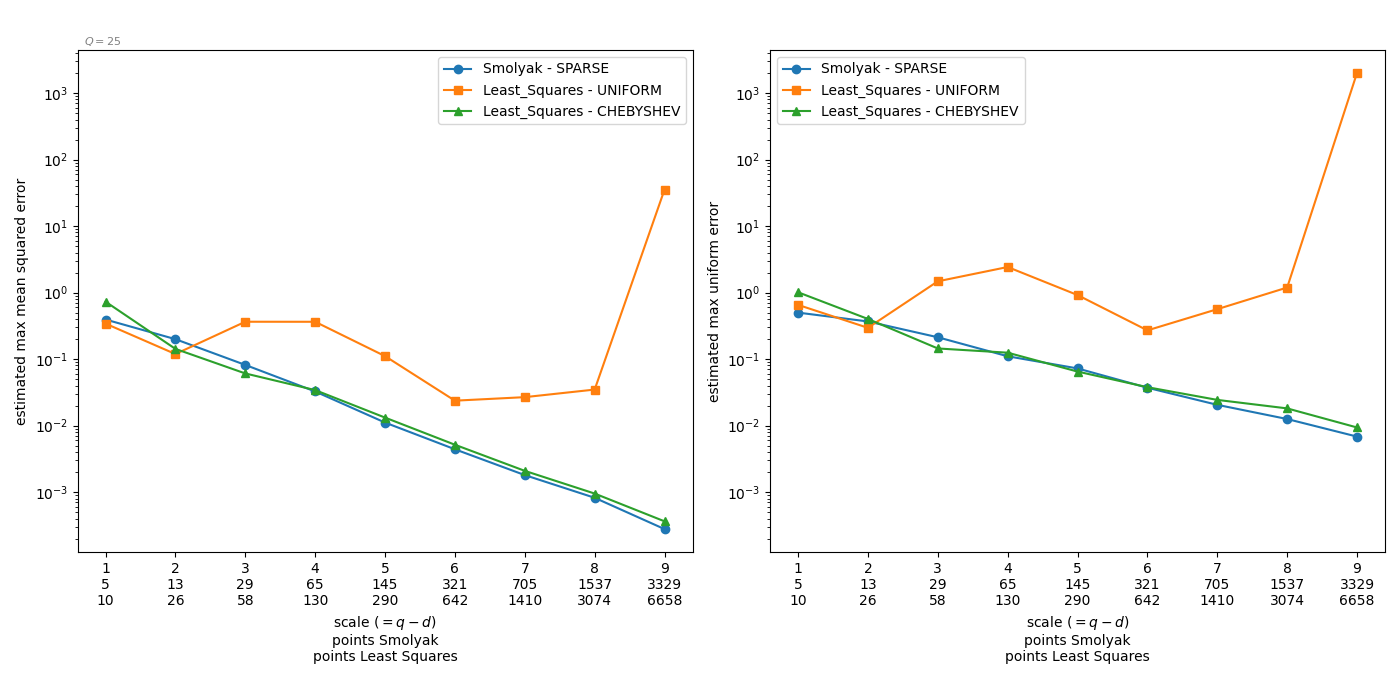 Q = 25
estimated max mean squared error
10³
10²
10¹
10⁰
10⁻¹
10⁻²
10⁻³
Smolyak - SPARSE
Least_Squares - UNIFORM
Least_Squares - CHEBYSHEV
1 2 3 4 5 6 7 8 9
5 13 29 65 145 321 705 1537 3329
10 26 58 130 290 642 1410 3074 6658
scale (= q − d)
points Smolyak
points Least Squares
estimated max uniform error
10³
10²
10¹
10⁰
10⁻¹
10⁻²
10⁻³
Smolyak - SPARSE
Least_Squares - UNIFORM
Least_Squares - CHEBYSHEV
1 2 3 4 5 6 7 8 9
5 13 29 65 145 321 705 1537 3329
10 26 58 130 290 642 1410 3074 6658
scale (= q − d)
points Smolyak
points Least Squares